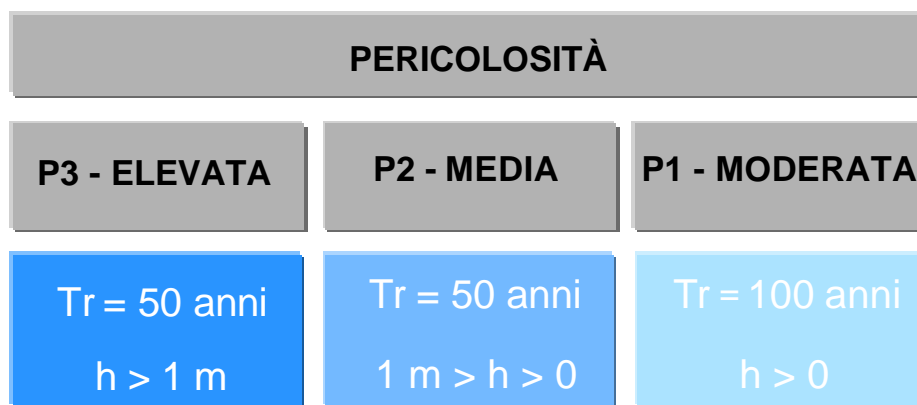 PERICOLOSITÀ
P3 - ELEVATA
P2 - MEDIA
P1 - MODERATA
Tr = 50 anni
h > 1 m
Tr = 50 anni
1 m > h > 0
Tr = 100 anni
h > 0